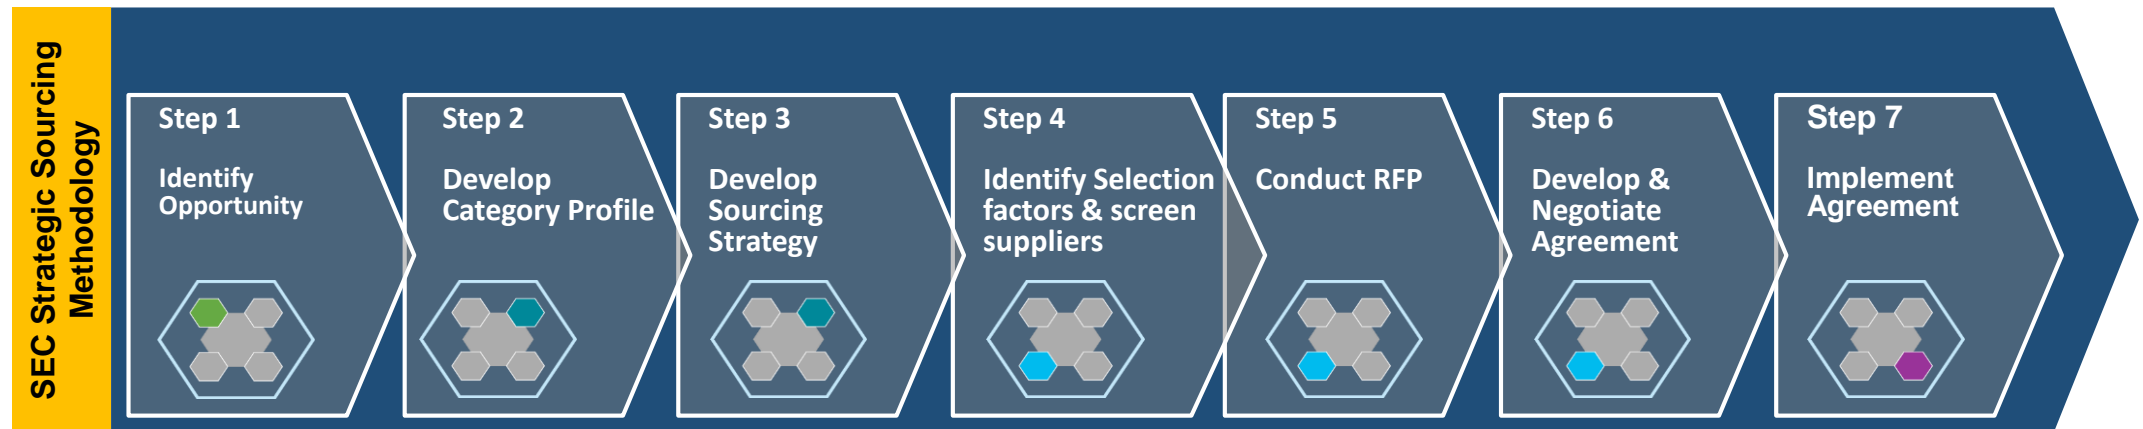 SEC Strategic Sourcing
Methodology
Step 1
Identify
Opportunity
Step 2
Develop
Category Profile
Step 3
Develop
Sourcing
Strategy
Step 4
Identify Selection
factors & screen
suppliers
Step 5
Conduct RFP
Step 6
Develop &
Negotiate
Agreement
Step 7
Implement
Agreement